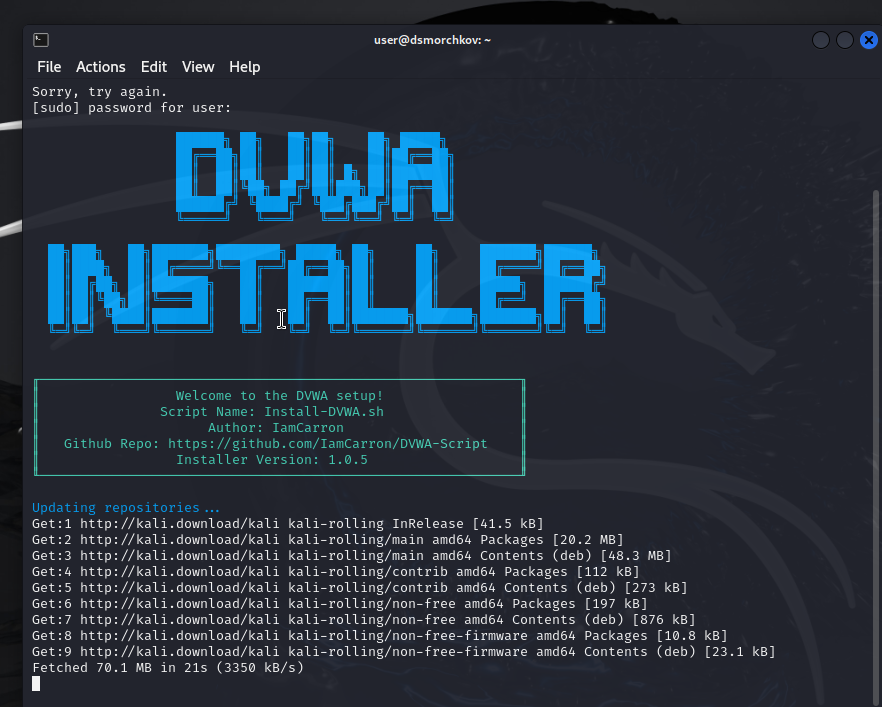 user@dsmorchkov: ~
File Actions Edit View Help
Sorry, try again.
[sudo] password for user:
DVWA
INSTALLER
Welcome to the DVWA setup!
Script Name: Install-DVWA.sh
Author: IamCarron
Github Repo: https://github.com/IamCarron/DVWA-Script
Installer Version: 1.0.5
Updating repositories...
Get:1 http://kali.download/kali kali-rolling InRelease [41.5 kB]
Get:2 http://kali.download/kali kali-rolling/main amd64 Packages [20.2 MB]
Get:3 http://kali.download/kali kali-rolling/main amd64 Contents (deb) [48.3 MB]
Get:4 http://kali.download/kali kali-rolling/contrib amd64 Packages [112 kB]
Get:5 http://kali.download/kali kali-rolling/contrib amd64 Contents (deb) [273 kB]
Get:6 http://kali.download/kali kali-rolling/non-free amd64 Packages [197 kB]
Get:7 http://kali.download/kali kali-rolling/non-free amd64 Contents (deb) [876 kB]
Get:8 http://kali.download/kali kali-rolling/non-free-firmware amd64 Packages [10.8 kB]
Get:9 http://kali.download/kali kali-rolling/non-free-firmware amd64 Contents (deb) [23.1 kB]
Fetched 70.1 MB in 21s (3350 kB/s)